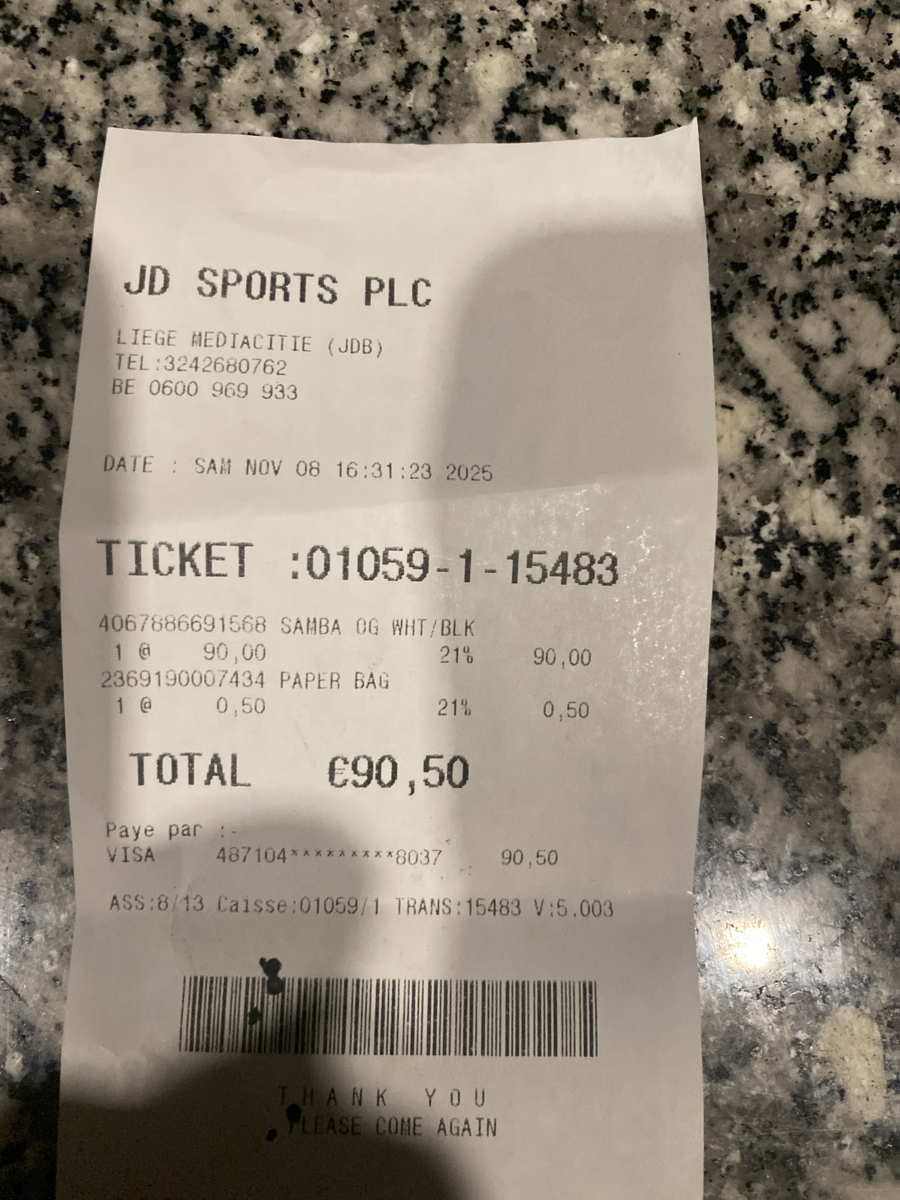 JD SPORTS PLC
LIEGE MEDIACITIE (JDB)
TEL:3242680762
BE 0600 969 933
DATE : SAM NOV 08 16:31:23 2025
TICKET :01059-1-15483
4067886691568 SAMBA OG WHT/BLK
1 @ 90,00 21% 90,00
2369190007434 PAPER BAG
1 @ 0,50 21% 0,50
TOTAL €90,50
Paye par :-
VISA 487104*********8037 90,50
ASS:8/13 Caisse:01059/1 TRANS:15483 V:5.003
THANK YOU
PLEASE COME AGAIN